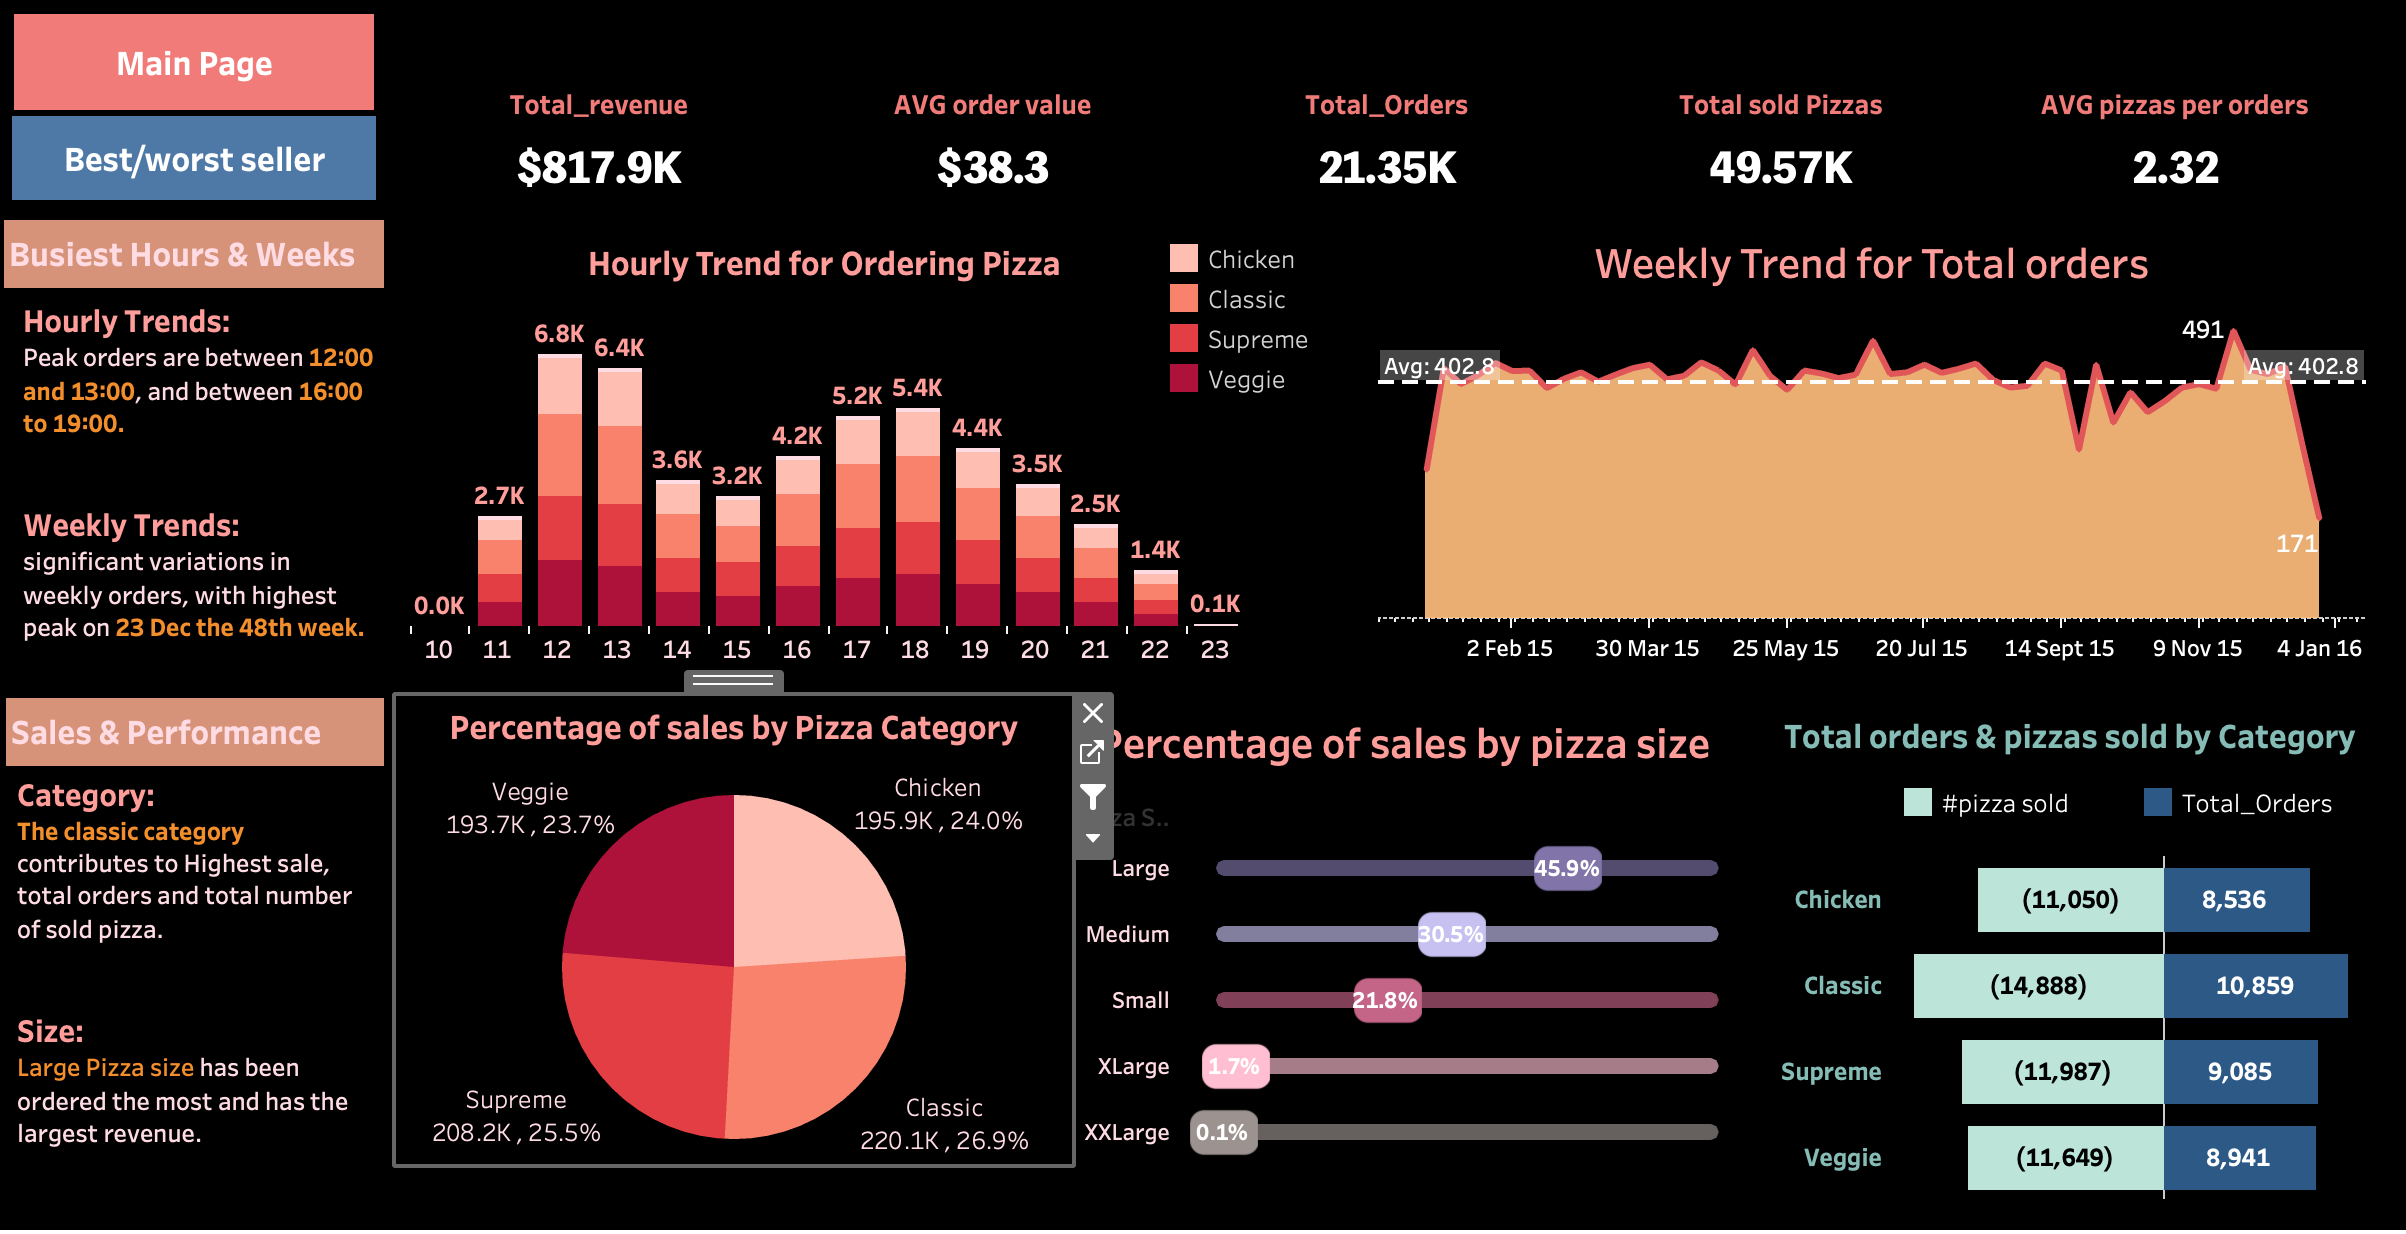 Main Page
Best/worst seller
Total_revenue
$817.9K
AVG order value
$38.3
Total_Orders
21.35K
Total sold Pizzas
49.57K
AVG pizzas per orders
2.32
Busiest Hours & Weeks
Hourly Trends:
Peak orders are between 12:00
and 13:00, and between 16:00
to 19:00.
Weekly Trends:
significant variations in
weekly orders, with highest
peak on 23 Dec the 48th week.
Hourly Trend for Ordering Pizza
Chicken
Classic
Supreme
Veggie
0.0K
2.7K
6.8K
6.4K
3.6K
3.2K
4.2K
5.2K
5.4K
4.4K
3.5K
2.5K
1.4K
0.1K
10 11 12 13 14 15 16 17 18 19 20 21 22 23
Weekly Trend for Total orders
491
Avg: 402.8
Avg: 402.8
171
2 Feb 15 30 Mar 15 25 May 15 20 Jul 15 14 Sept 15 9 Nov 15 4 Jan 16
Sales & Performance
Category:
The classic category
contributes to Highest sale,
total orders and total number
of sold pizza.
Size:
Large Pizza size has been
ordered the most and has the
largest revenue.
Percentage of sales by Pizza Category
Veggie
193.7K , 23.7%
Chicken
195.9K , 24.0%
Supreme
208.2K , 25.5%
Classic
220.1K , 26.9%
Percentage of sales by pizza size
za S..
Large 45.9%
Medium 30.5%
Small 21.8%
XLarge 1.7%
XXLarge 0.1%
Total orders & pizzas sold by Category
#pizza sold Total_Orders
Chicken (11,050) 8,536
Classic (14,888) 10,859
Supreme (11,987) 9,085
Veggie (11,649) 8,941